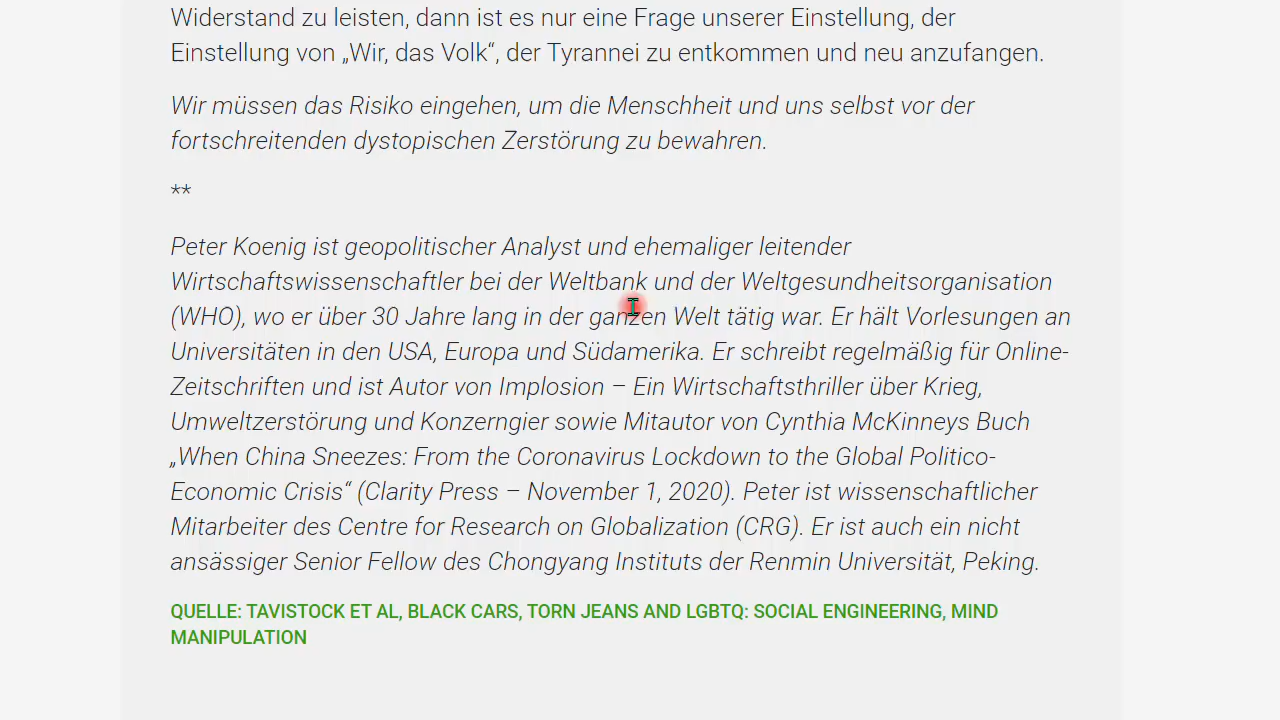 Widerstand zu leisten, dann ist es nur eine Frage unserer Einstellung, der
Einstellung von „Wir, das Volk“, der Tyrannei zu entkommen und neu anzufangen.
Wir müssen das Risiko eingehen, um die Menschheit und uns selbst vor der
fortschreitenden dystopischen Zerstörung zu bewahren.
**
Peter Koenig ist geopolitischer Analyst und ehemaliger leitender
Wirtschaftswissenschaftler bei der Weltbank und der Weltgesundheitsorganisation
(WHO), wo er über 30 Jahre lang in der ganzen Welt tätig war. Er hält Vorlesungen an
Universitäten in den USA, Europa und Südamerika. Er schreibt regelmäßig für Online-
Zeitschriften und ist Autor von Implosion – Ein Wirtschaftsthriller über Krieg,
Umweltzerstörung und Konzerngier sowie Mitautor von Cynthia McKinneys Buch
„When China Sneezes: From the Coronavirus Lockdown to the Global Politico-
Economic Crisis“ (Clarity Press – November 1, 2020). Peter ist wissenschaftlicher
Mitarbeiter des Centre for Research on Globalization (CRG). Er ist auch ein nicht
ansässiger Senior Fellow des Chongyang Instituts der Renmin Universität, Peking.
QUELLE: TAVISTOCK ET AL, BLACK CARS, TORN JEANS AND LGBTQ: SOCIAL ENGINEERING, MIND
MANIPULATION